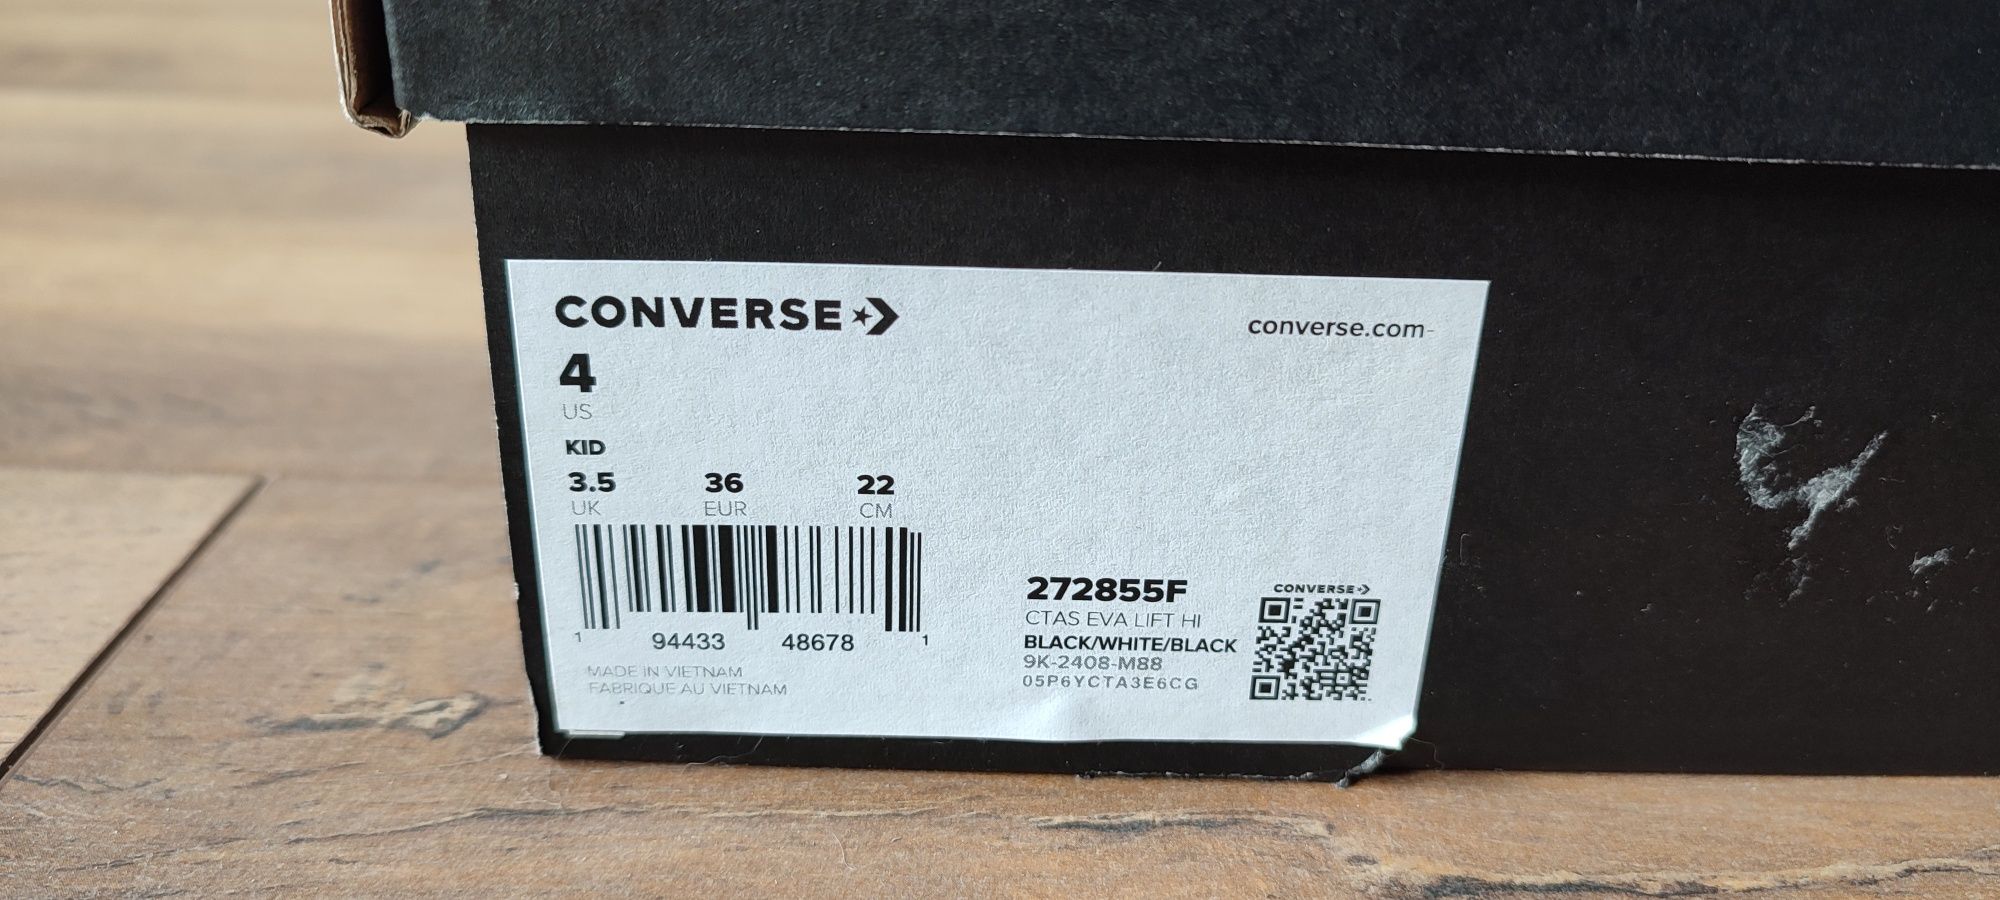 CONVERSE
converse.com
4
US
KID
3.5 36 22
UK EUR CM
1 94433 48678 1
MADE IN VIETNAM
FABRIQUE AU VIETNAM
272855F
CTAS EVA LIFT HI
BLACK/WHITE/BLACK
9K-2408-M88
05P6YCTA3E6CG
CONVERSE